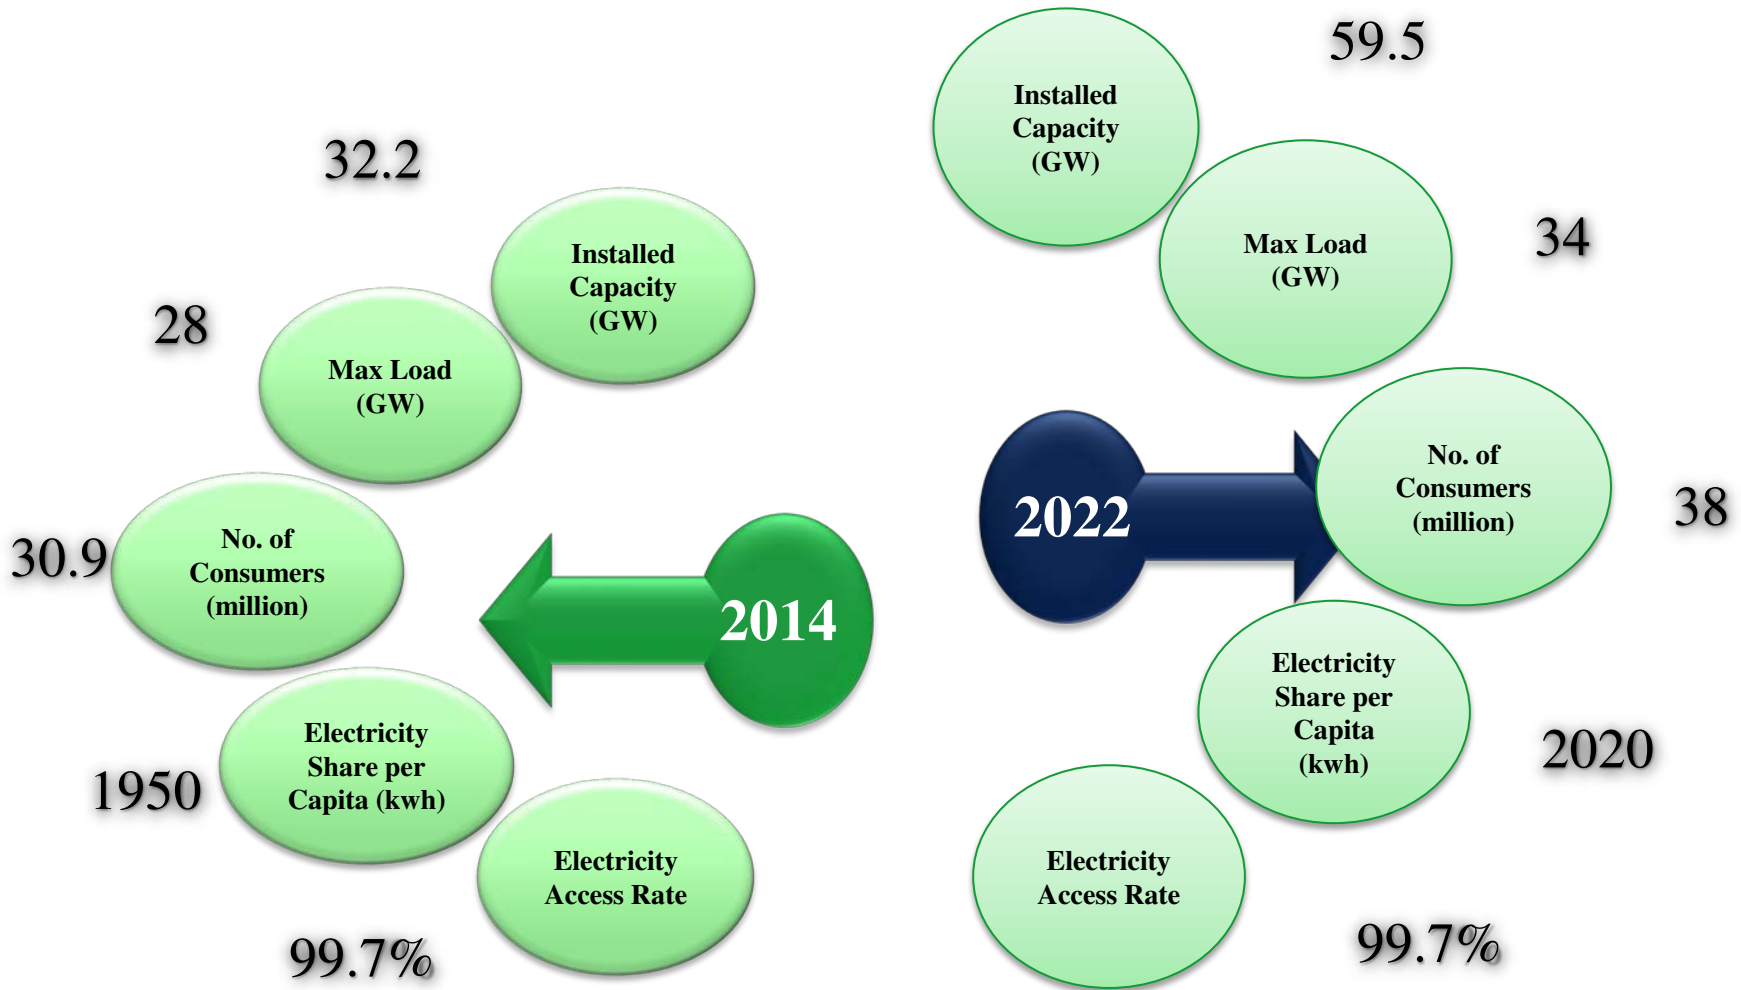 32.2
Installed
Capacity
(GW)
28
Max Load
(GW)
30.9
No. of
Consumers
(million)
2014
1950
Electricity
Share per
Capita (kwh)
Electricity
Access Rate
99.7%
59.5
Installed
Capacity
(GW)
Max Load
(GW)
34
2022
No. of
Consumers
(million)
38
Electricity
Share per
Capita
(kwh)
2020
Electricity
Access Rate
99.7%